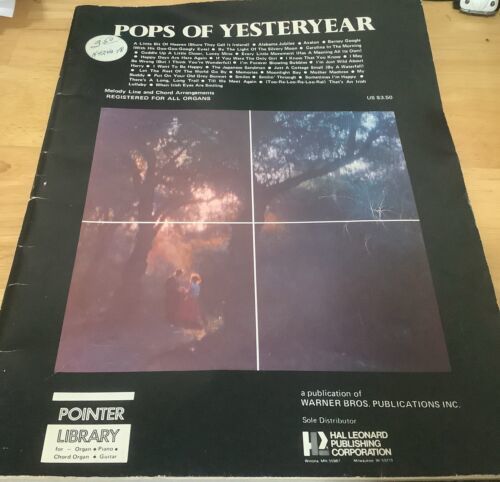 POPS OF YESTERYEAR
A Little Bit Of Heaven (Shure They Call It Ireland) ● Alabama Jubilee ● Avalon ● Barney Google
(With His Goo-Goo-Googly Eyes) ● By The Light Of The Silvery Moon ● Carolina In The Morning
● Cuddle Up A Little Closer, Lovey Mine ● Every Little Movement (Has A Meaning All Its Own)
● Happy Days Are Here Again ● If You Were The Only Girl ● I Know That You Know ● I May
Be Wrong (But I Think You're Wonderful) ● I'm Forever Blowing Bubbles ● I'm Just Wild About
Harry ● I Want To Be Happy ● The Japanese Sandman ● Just A Cottage Small (By A Waterfall)
● Let The Rest Of The World Go By ● Memories ● Moonlight Bay ● Mother Machree ● My
Buddy ● Put On Your Old Grey Bonnet ● Smiles ● Smilin' Through ● Sometimes I'm Happy ●
There's A Long Long Trail ● Till We Meet Again ● (Too-Ra-Loo-Ra-Loo-Ral) That's An Irish
Lullaby ● When Irish Eyes Are Smiling
Melody Line and Chord Arrangements
REGISTERED FOR ALL ORGANS
US $3.50
POINTER
LIBRARY
for - Organ • Piano •
Chord Organ • Guitar
a publication of
WARNER BROS. PUBLICATIONS INC.
Sole Distributor
HAL LEONARD
PUBLISHING
CORPORATION
Winona, MN 55987 Milwaukee, WI 53213